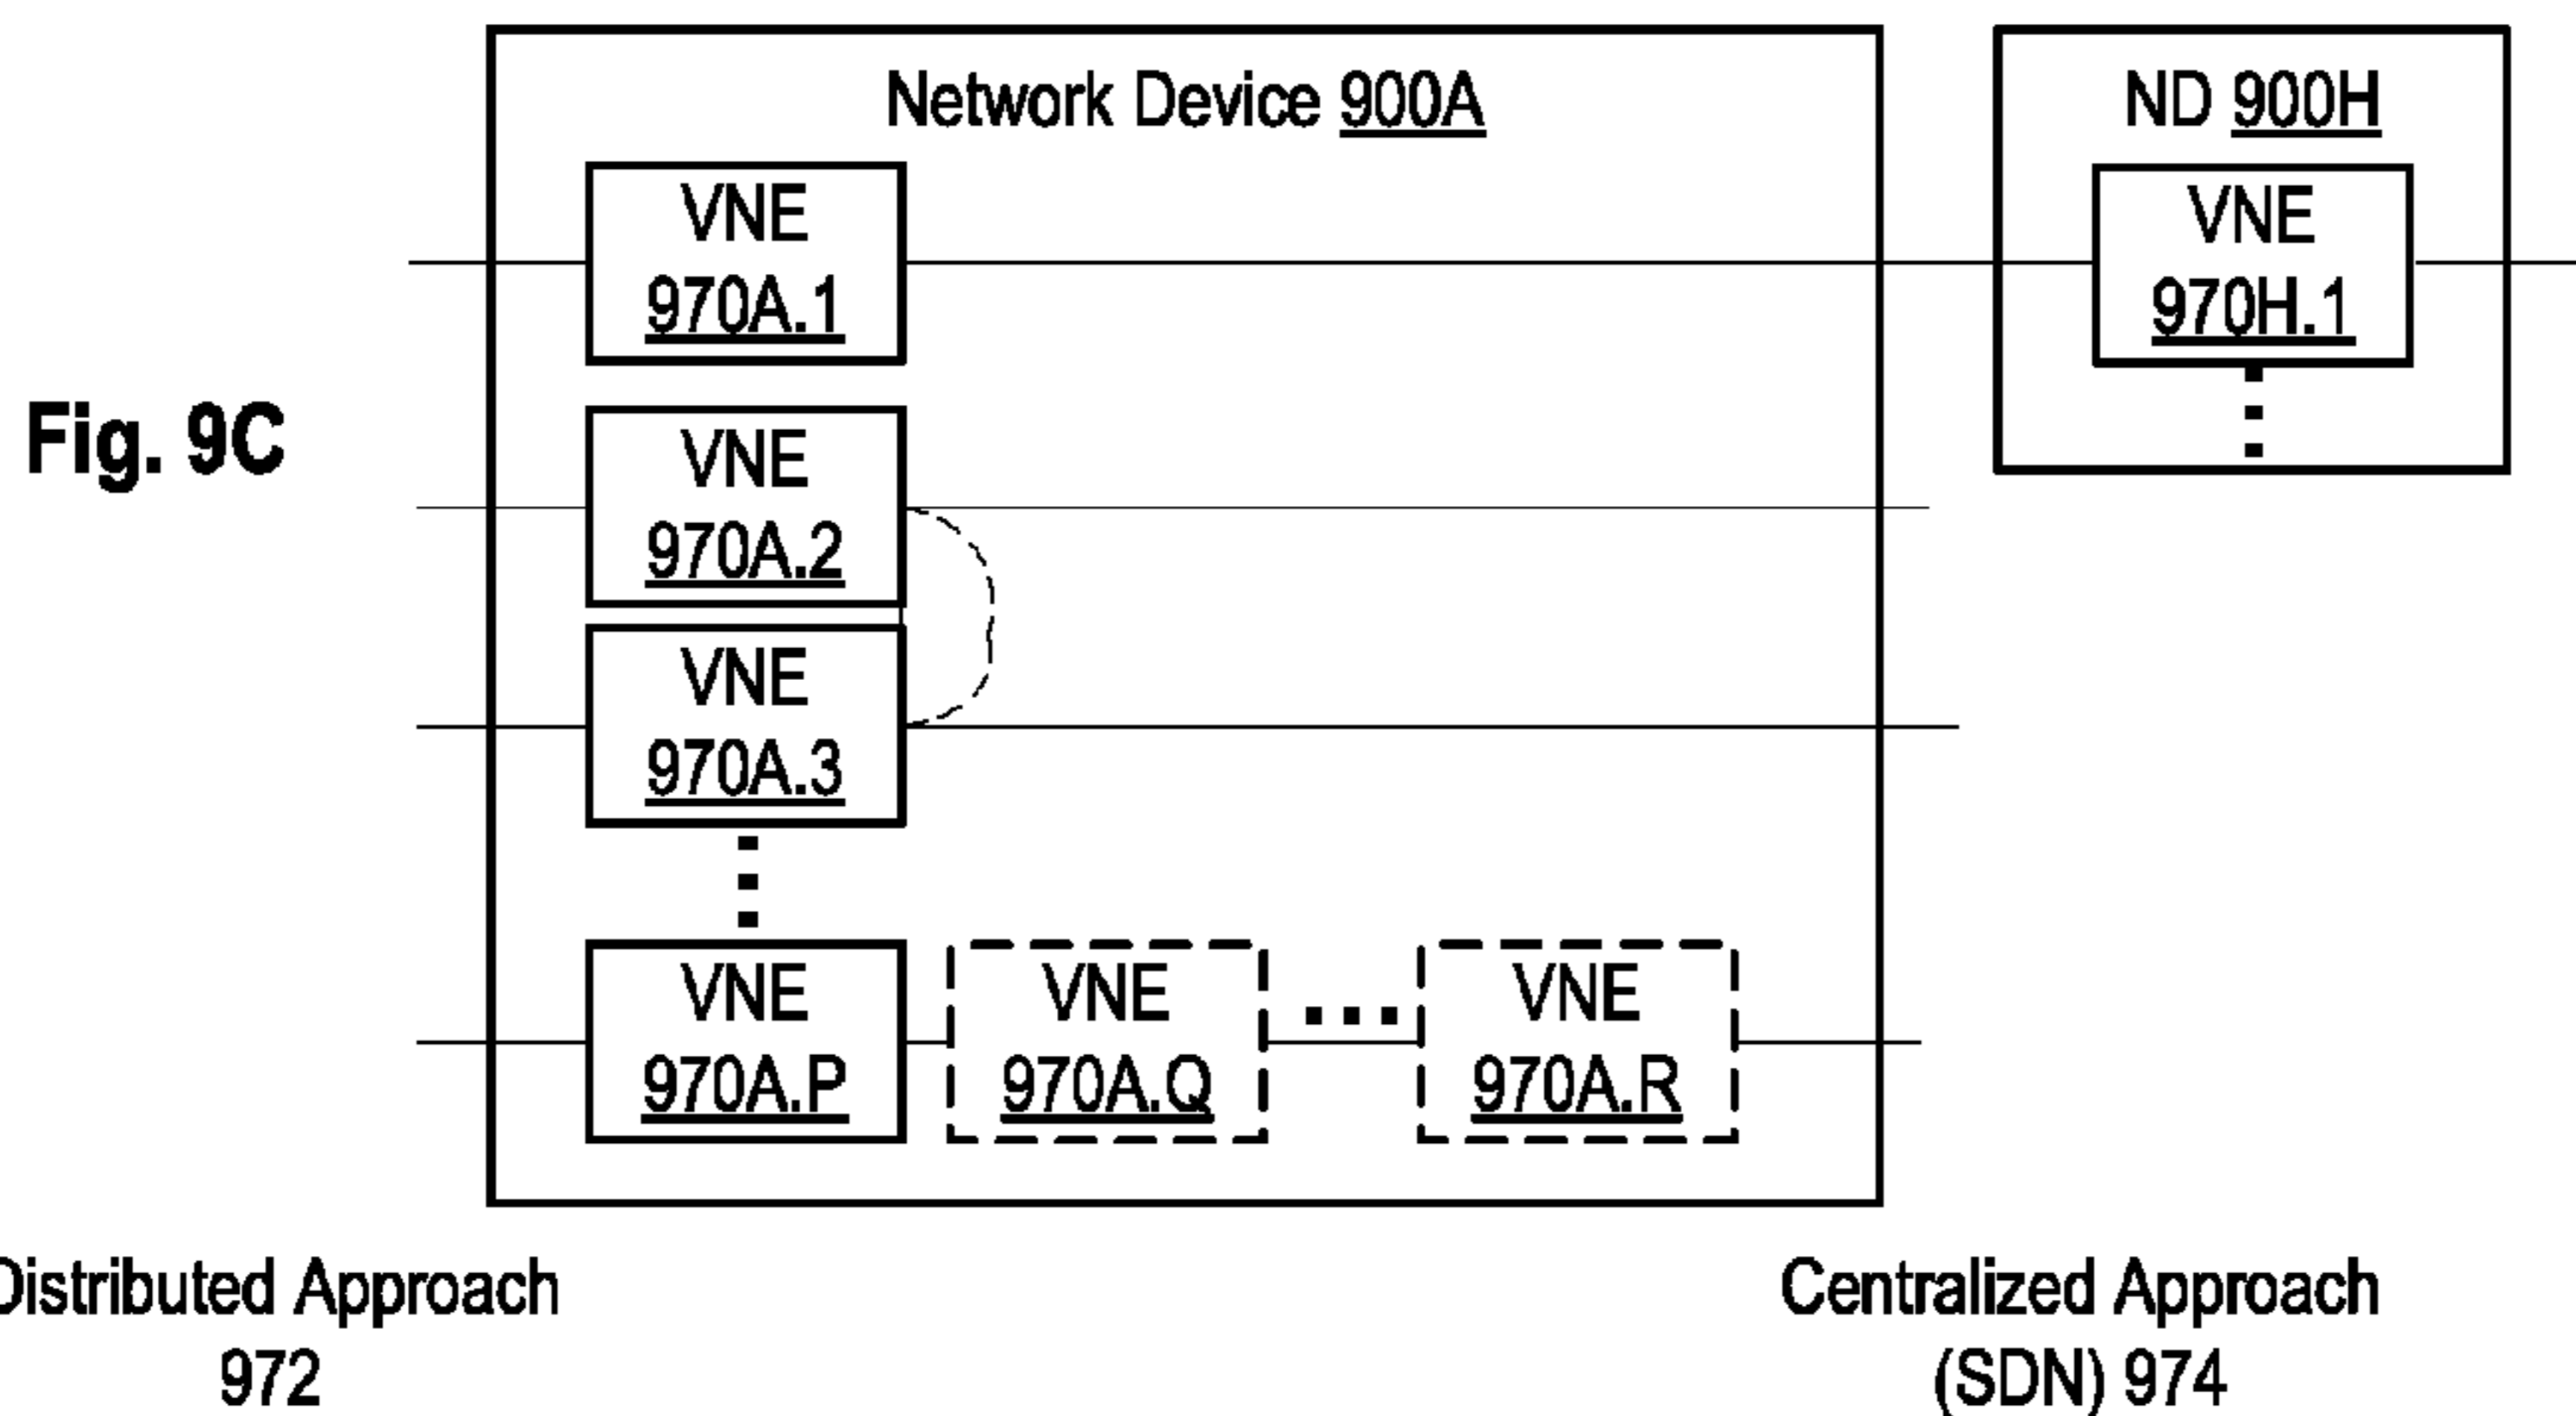 Network Device 900A
ND 900H
VNE
970A.1
VNE
970H.1
Fig. 9C
VNE
970A.2
VNE
970A.3
VNE
970A.P
VNE
970A.Q
VNE
970A.R
Distributed Approach
972
Centralized Approach
(SDN) 974